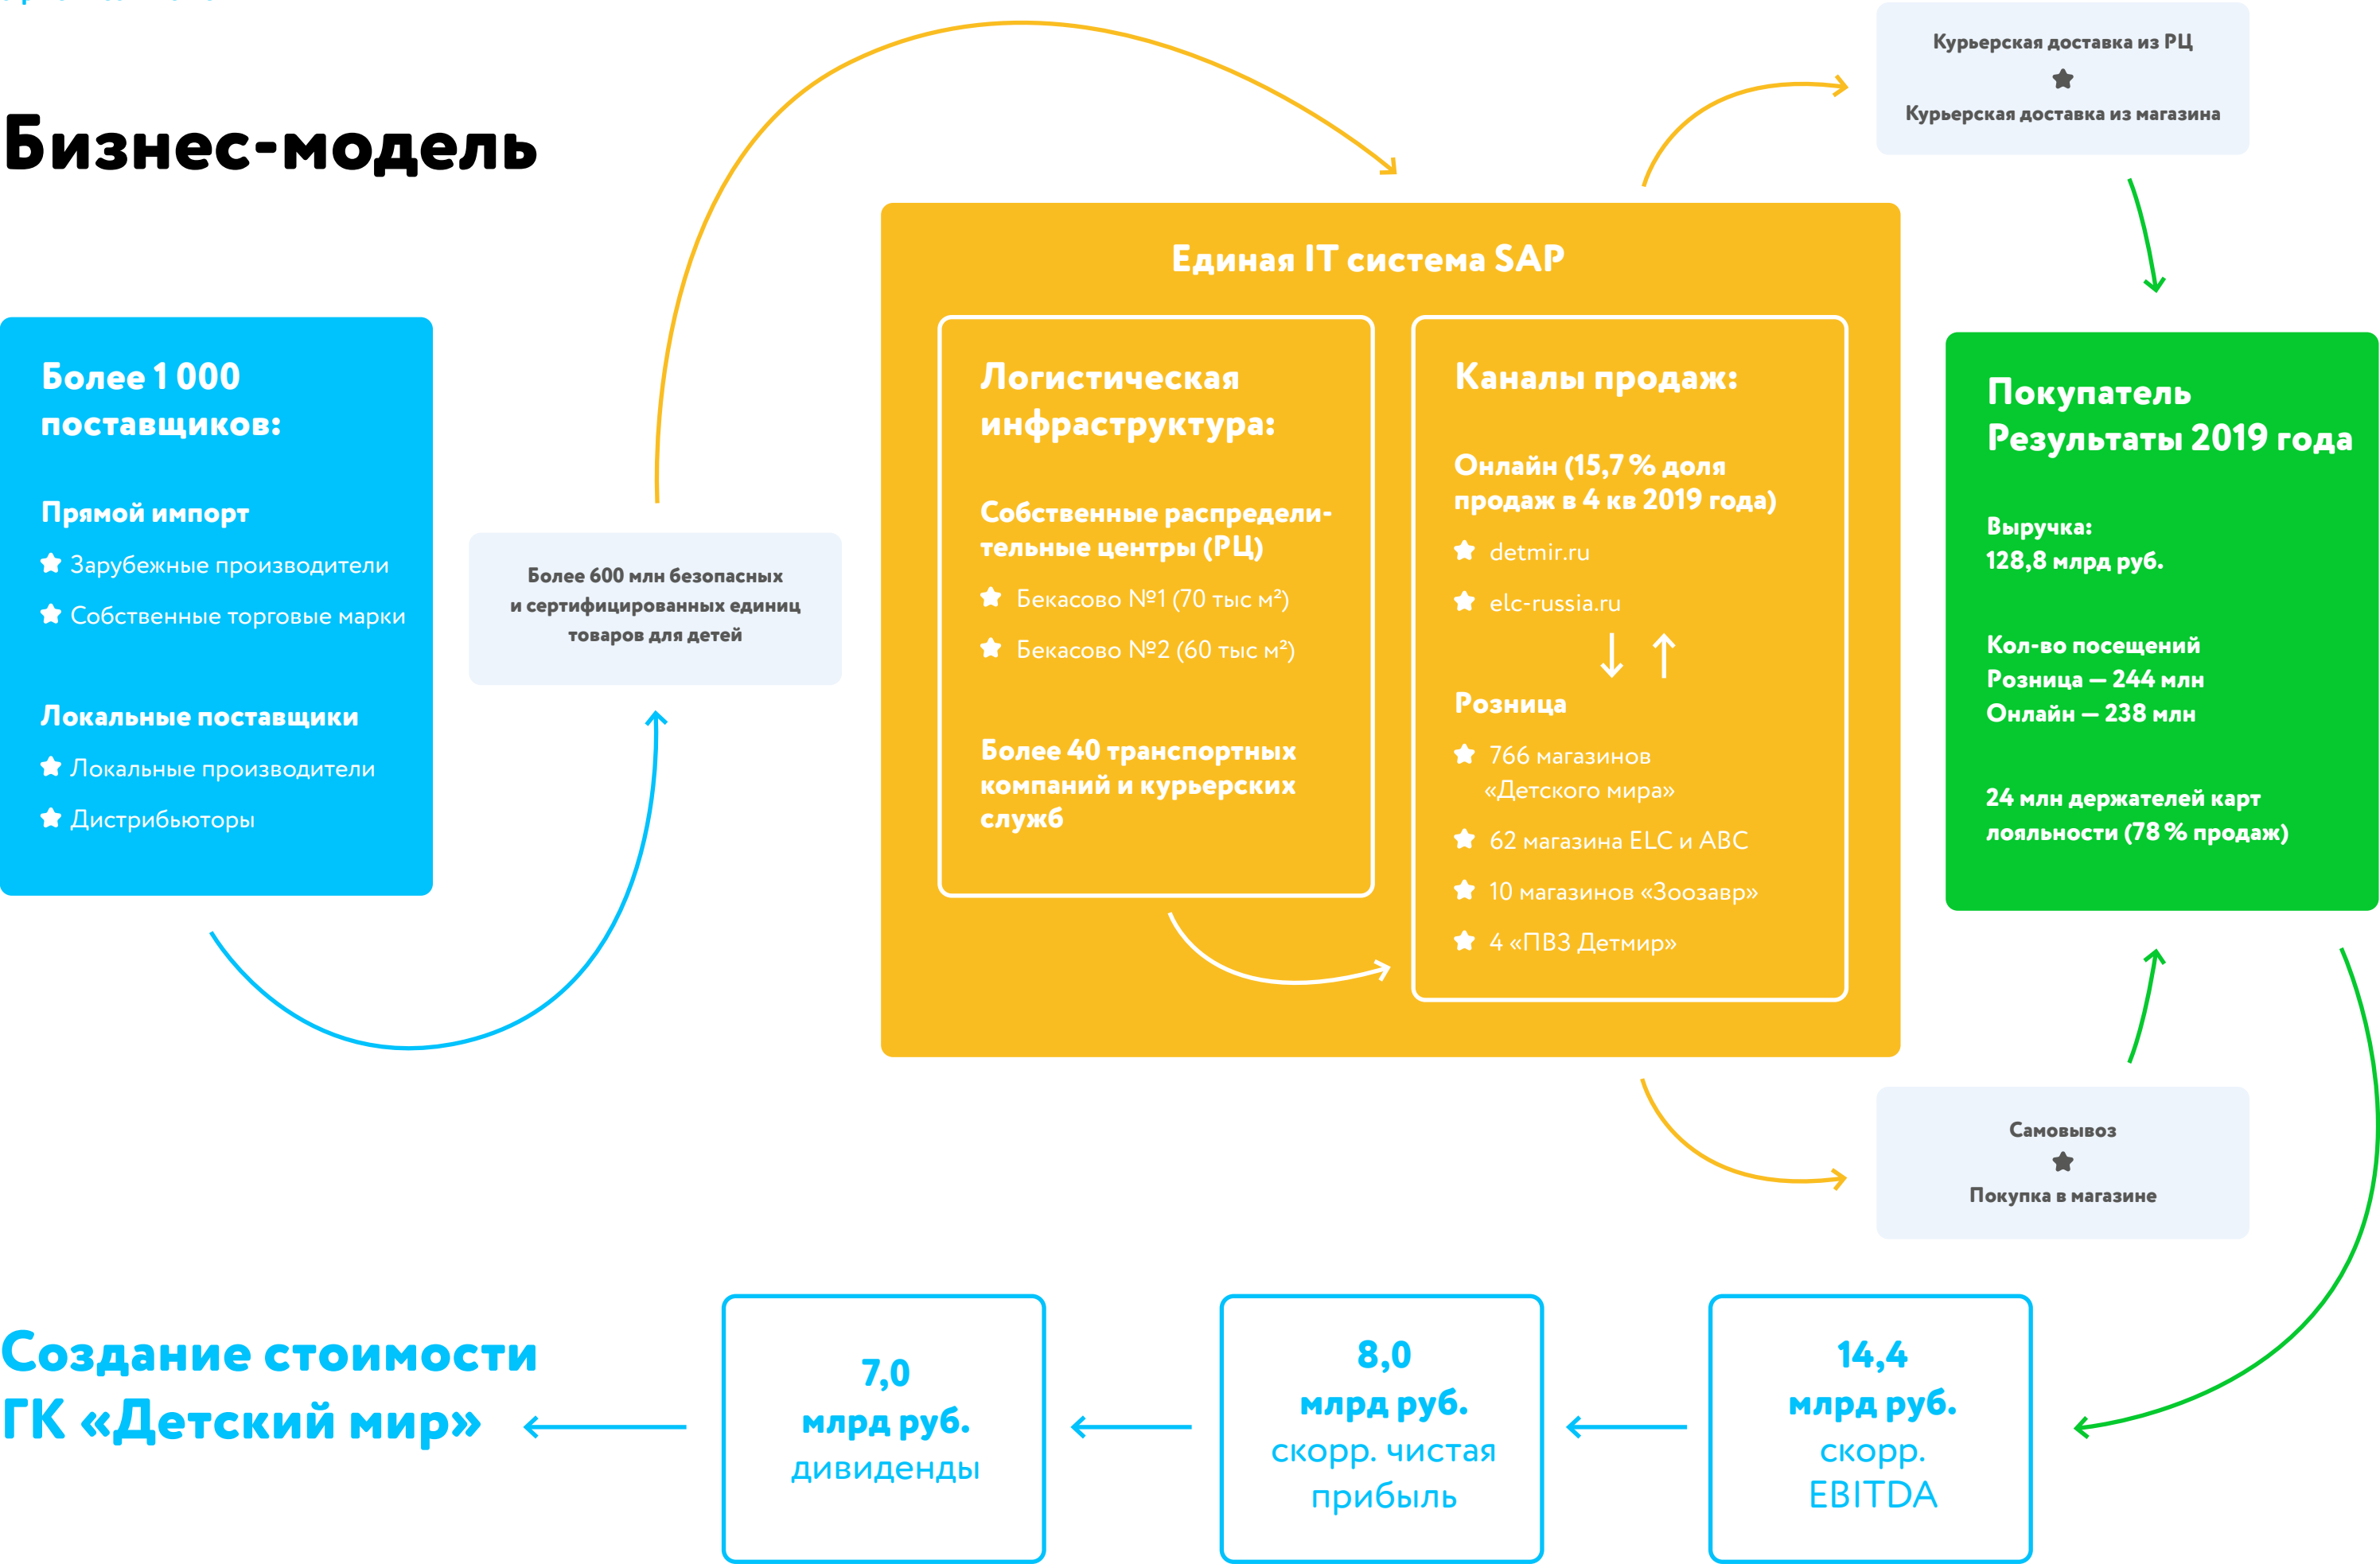 Бизнес-модель
Более 1 000
поставщиков:
Прямой импорт
Зарубежные производители
Собственные торговые марки
Локальные поставщики
Локальные производители
Дистрибьюторы
Более 600 млн безопасных
и сертифицированных единиц
товаров для детей
Единая IT система SAP
Логистическая
инфраструктура:
Собственные распредели-
тельные центры (РЦ)
Бекасово №1 (70 тыс м²)
Бекасово №2 (60 тыс м²)
Более 40 транспортных
компаний и курьерских
служб
Каналы продаж:
Онлайн (15,7 % доля
продаж в 4 кв 2019 года)
detmir.ru
elc-russia.ru
Розница
766 магазинов
«Детского мира»
62 магазина ELC и ABC
10 магазинов «Зоозавр»
4 «ПВЗ Детмир»
Курьерская доставка из РЦ
Курьерская доставка из магазина
Покупатель
Результаты 2019 года
Выручка:
128,8 млрд руб.
Кол-во посещений
Розница — 244 млн
Онлайн — 238 млн
24 млн держателей карт
лояльности (78 % продаж)
Самовывоз
Покупка в магазине
14,4
млрд руб.
скорр.
EBITDA
8,0
млрд руб.
скорр. чистая
прибыль
7,0
млрд руб.
дивиденды
Создание стоимости
ГК «Детский мир»